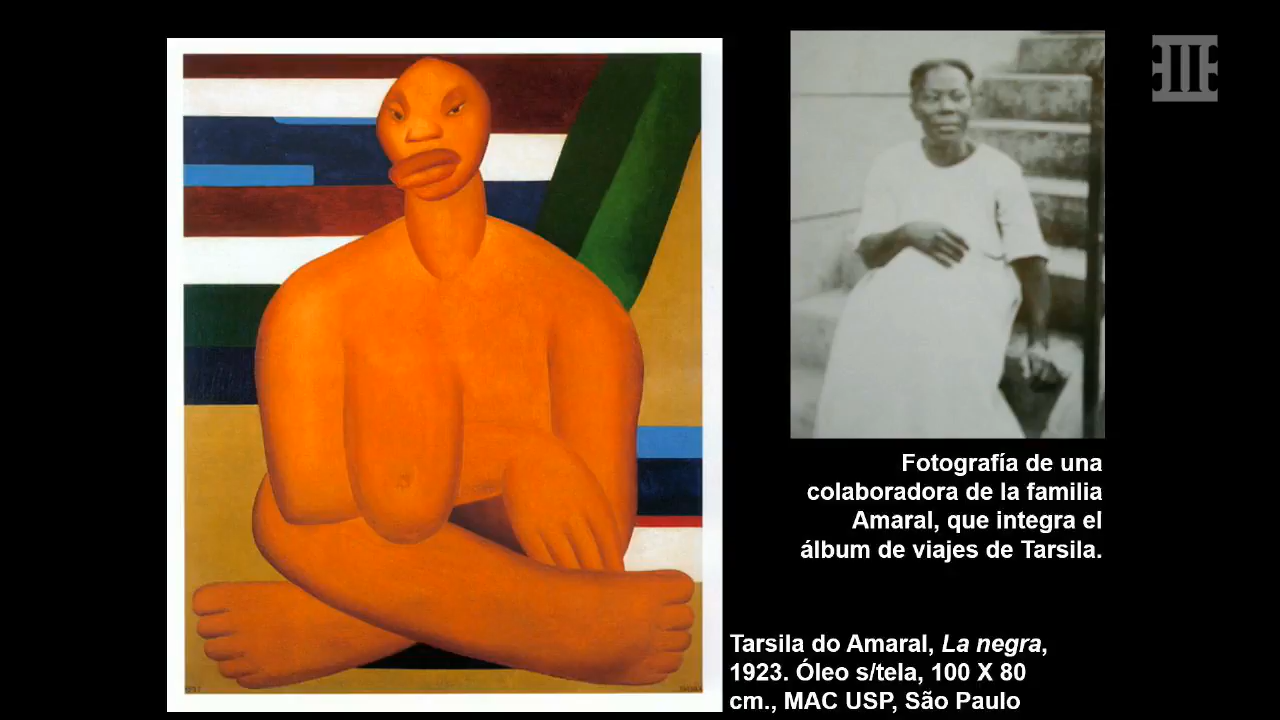 Fotografía de una
colaboradora de la familia
Amaral, que integra el
álbum de viajes de Tarsila.
Tarsila do Amaral, La negra,
1923. Óleo s/tela, 100 X 80
cm., MAC USP, São Paulo